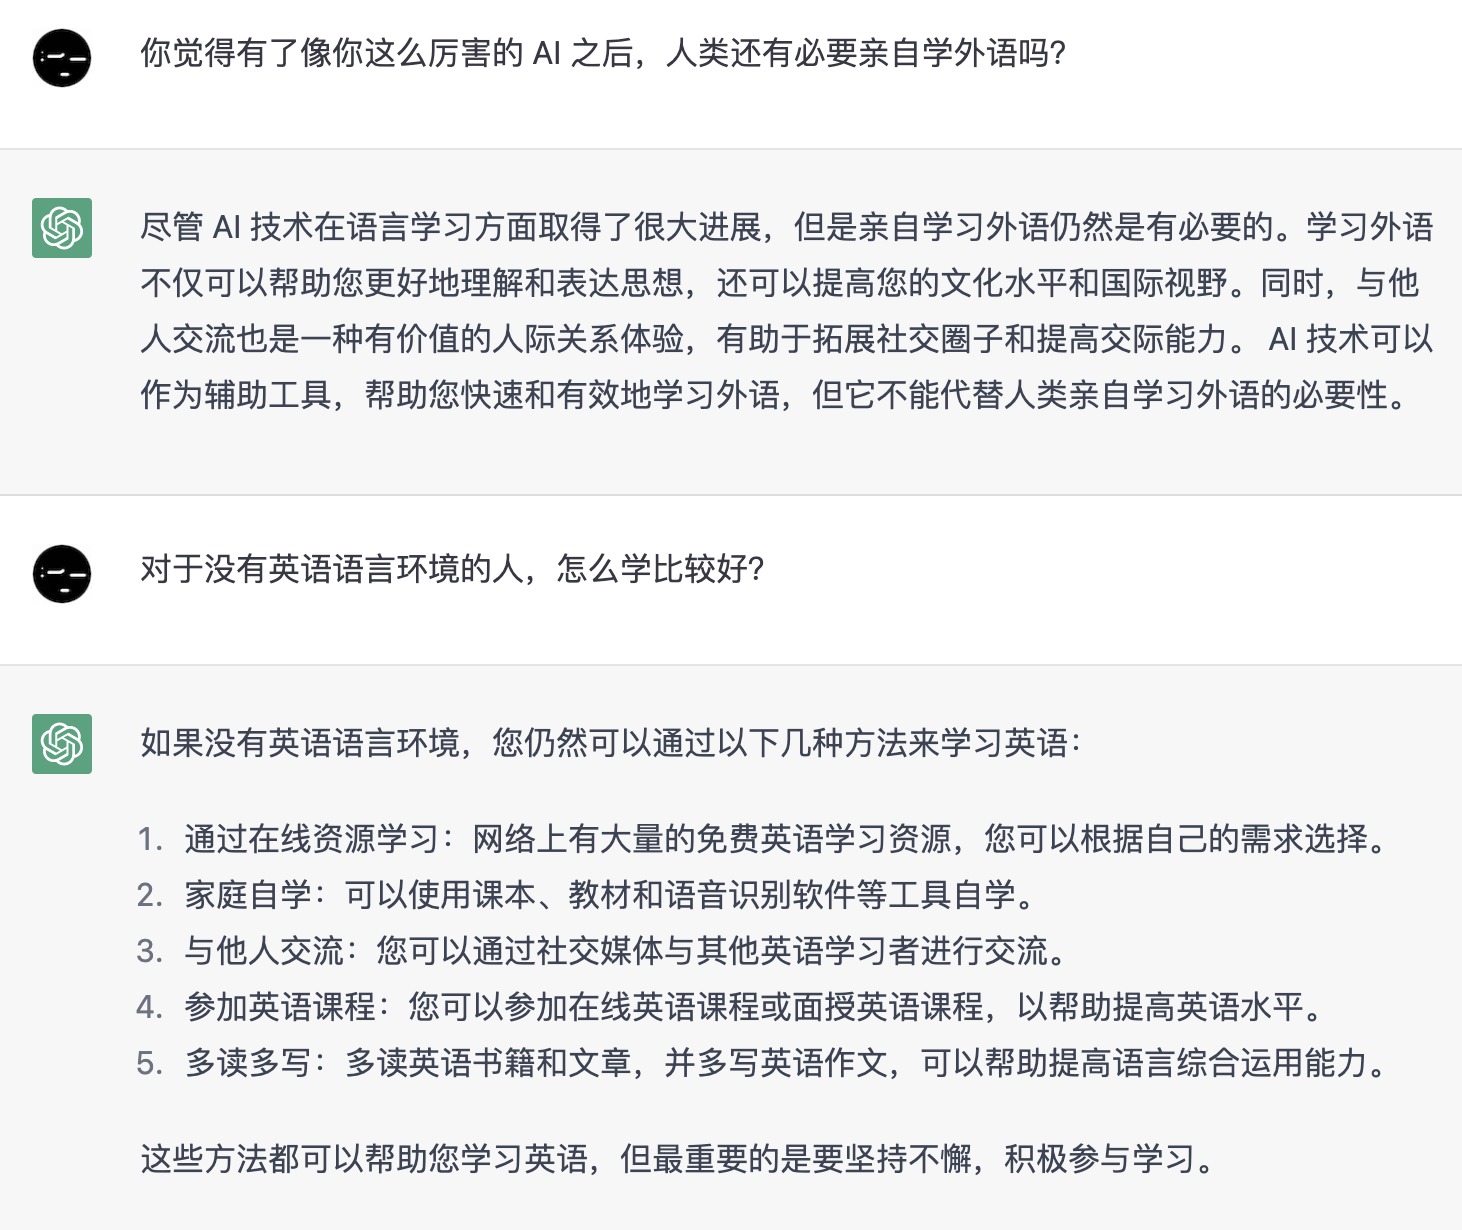 你觉得有了像你这么厉害的 AI 之后，人类还有必要亲自学外语吗?
尽管 AI 技术在语言学习方面取得了很大进展，但是亲自学习外语仍然是有必要的。学习外语
不仅可以帮助您更好地理解和表达思想，还可以提高您的文化水平和国际视野。同时，与他
人交流也是一种有价值的人际关系体验，有助于拓展社交圈子和提高交际能力。 AI 技术可以
作为辅助工具，帮助您快速和有效地学习外语，但它不能代替人类亲自学习外语的必要性。
对于没有英语语言环境的人，怎么学比较好?
如果没有英语语言环境，您仍然可以通过以下几种方法来学习英语：
1. 通过在线资源学习：网络上有大量的免费英语学习资源，您可以根据自己的需求选择。
2. 家庭自学：可以使用课本、教材和语音识别软件等工具自学。
3. 与他人交流：您可以通过社交媒体与其他英语学习者进行交流。
4. 参加英语课程：您可以参加在线英语课程或面授英语课程，以帮助提高英语水平。
5. 多读多写：多读英语书籍和文章，并多写英语作文，可以帮助提高语言综合运用能力。
这些方法都可以帮助您学习英语，但最重要的是要坚持不懈，积极参与学习。